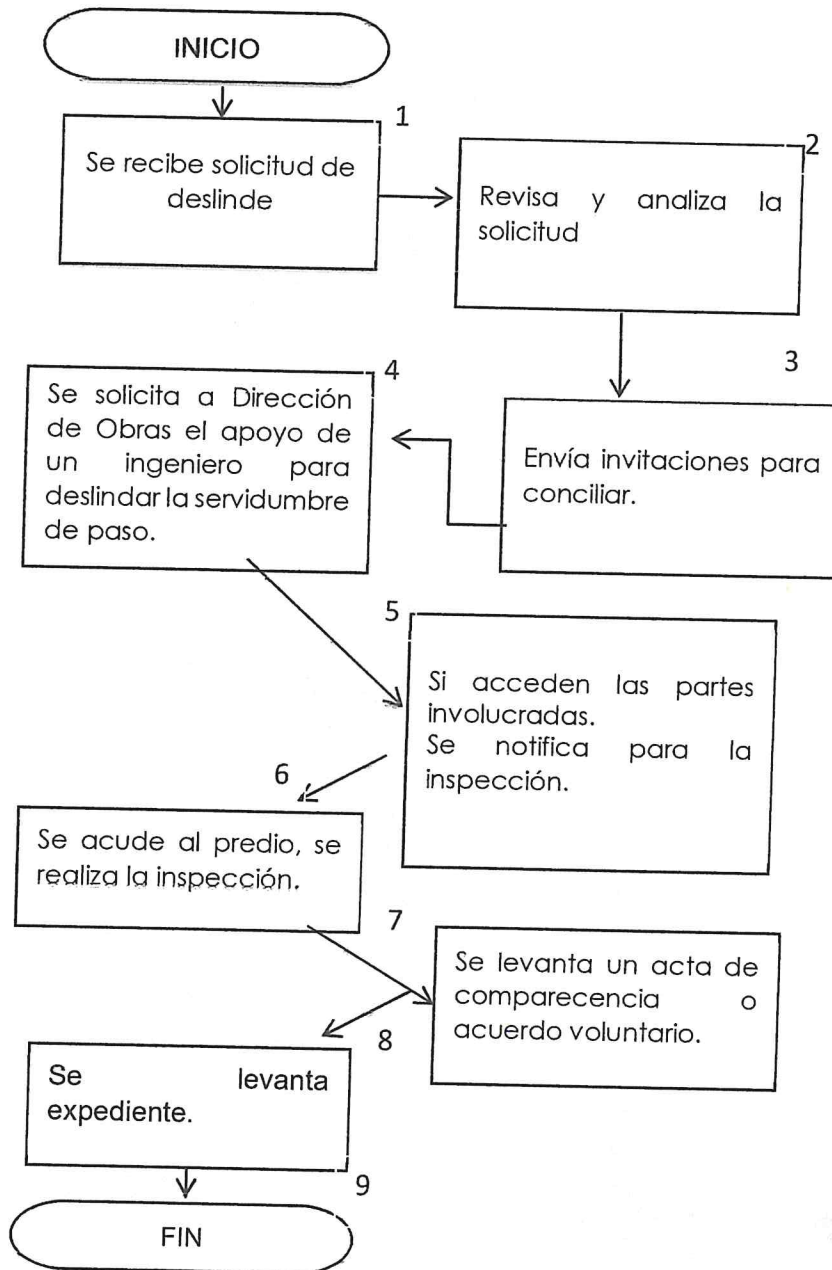 INICIO
1
Se recibe solicitud de
deslinde
2
Revisa y analiza la
solicitud
3
Envía invitaciones para
conciliar.
4
Se solicita a Dirección
de Obras el apoyo de
un ingeniero para
deslindar la servidumbre
de paso.
5
Si acceden las partes
involucradas.
Se notifica para la
inspección.
6
Se acude al predio, se
realiza la inspección.
7
Se levanta un acta de
comparecencia o
acuerdo voluntario.
8
Se levanta
expediente.
9
FIN